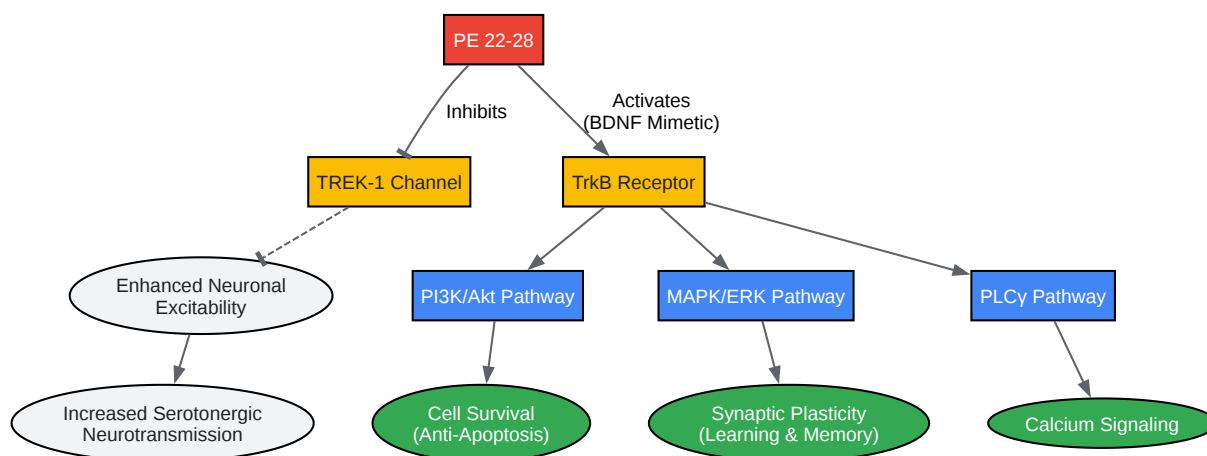 PE 22-28
Inhibits
Activates
(BDNF Mimetic)
TREK-1 Channel
TrkB Receptor
Enhanced Neuronal
Excitability
PI3K/Akt Pathway
MAPK/ERK Pathway
PLCγ Pathway
Increased Serotonergic
Neurotransmission
Cell Survival
(Anti-Apoptosis)
Synaptic Plasticity
(Learning & Memory)
Calcium Signaling